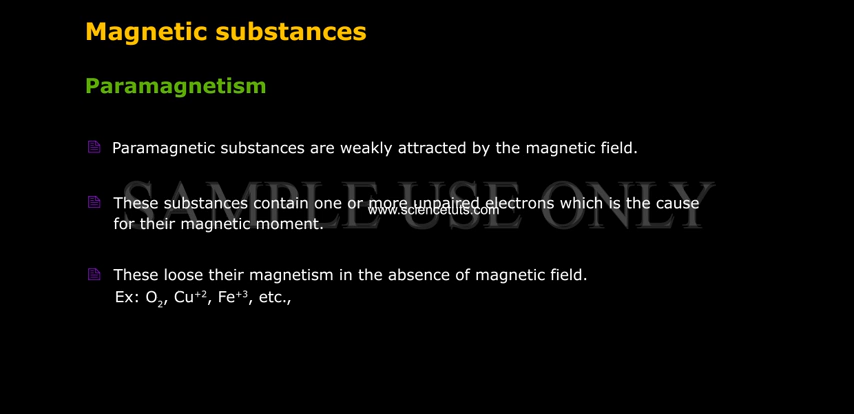 Magnetic substances
Paramagnetism
Paramagnetic substances are weakly attracted by the magnetic field.
SAMPLE USE ONLY
These substances contain one or more unpaired electrons which is the cause
www.sciencetuts.com
for their magnetic moment.
These loose their magnetism in the absence of magnetic field.
Ex: O₂, Cu⁺², Fe⁺³, etc.,